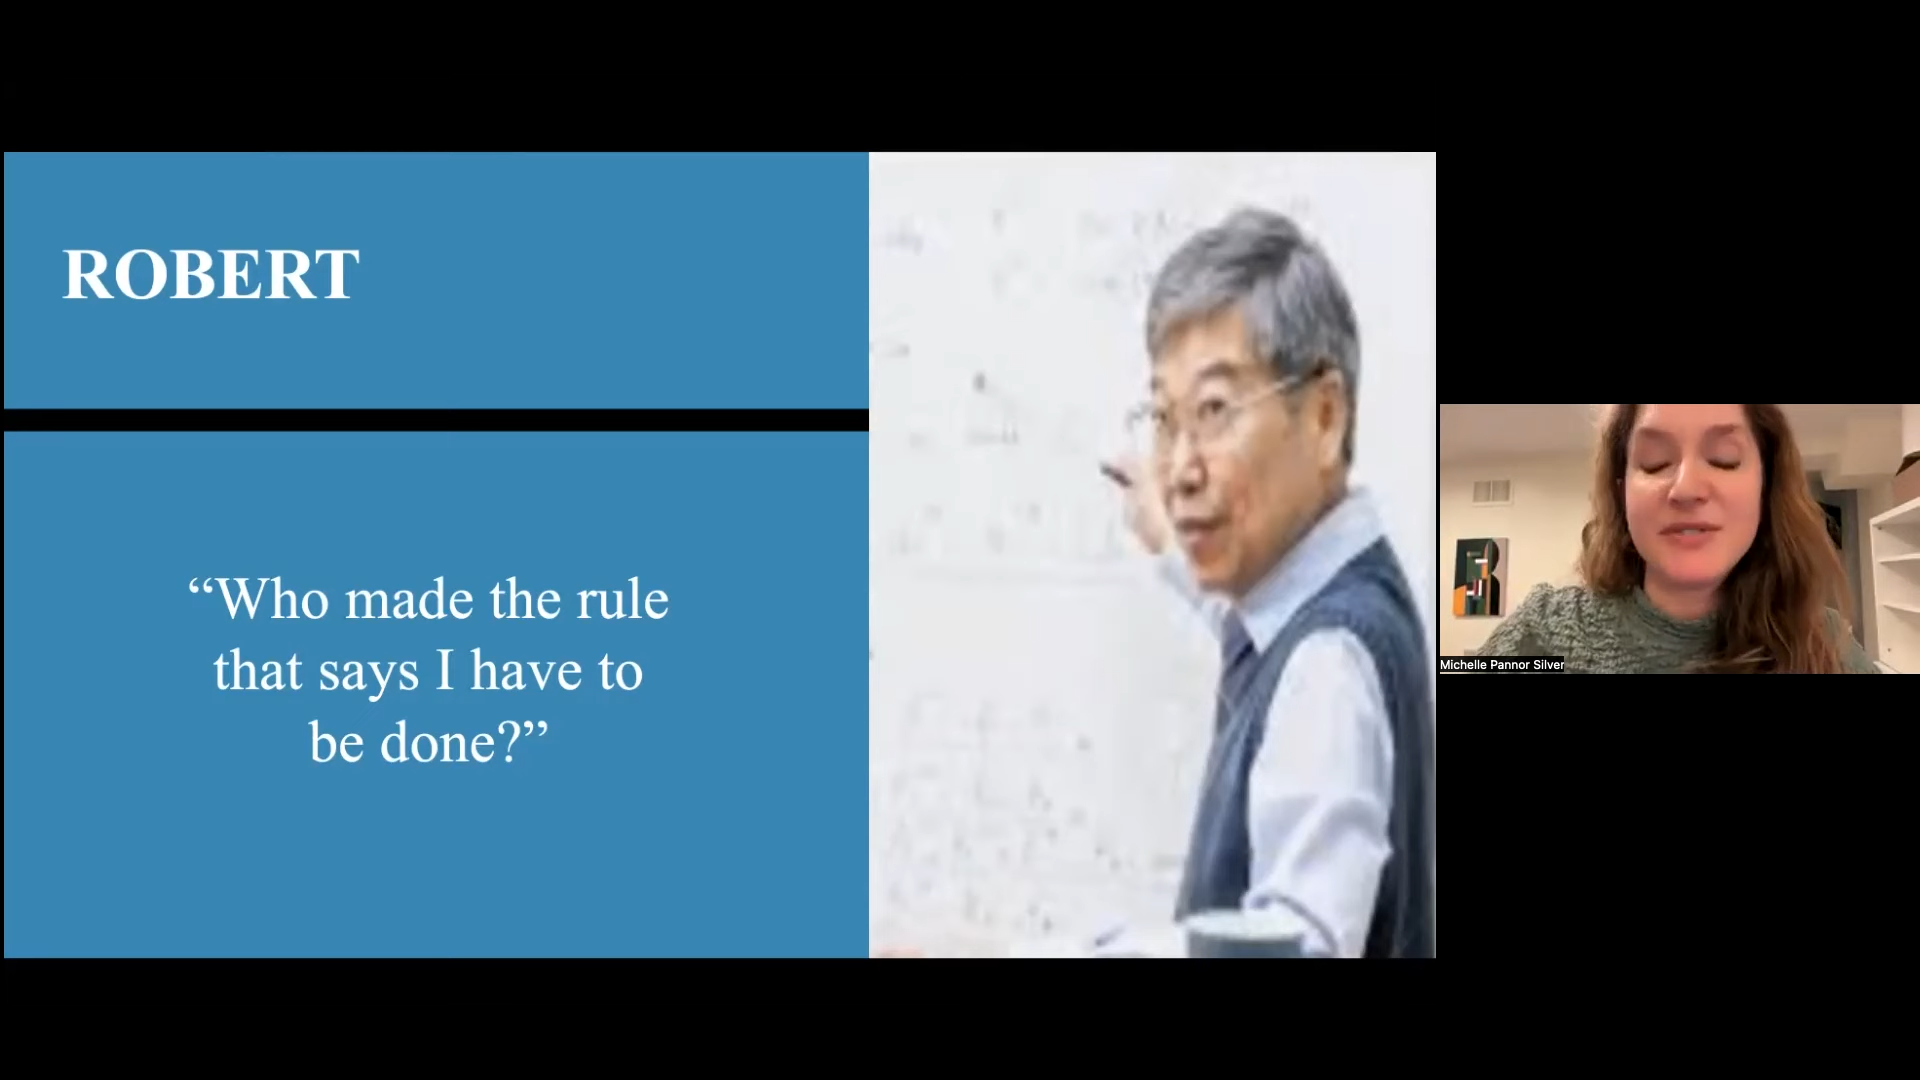 ROBERT
“Who made the rule
that says I have to
be done?”
Michelle Pannor Silver